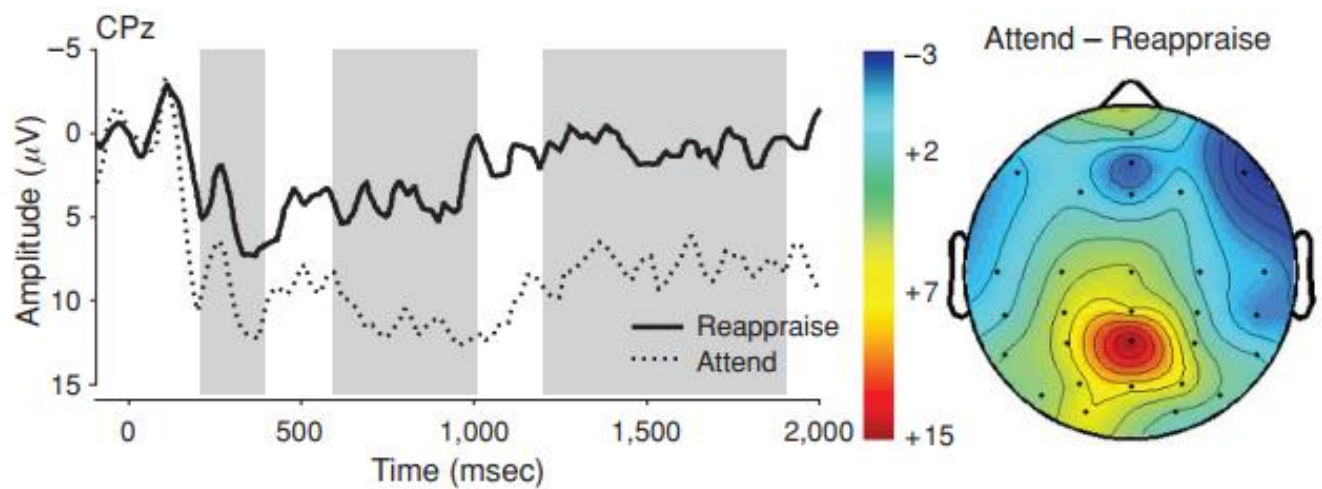 CPz
Amplitude (μV)
−5
0
5
10
15
Reappraise
Attend
0
500
1,000
1,500
2,000
Time (msec)
−3
+2
+7
+15
Attend – Reappraise